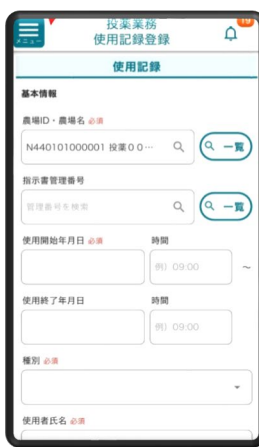 メニュー
投薬業務
使用記録登録
19
使用記録
基本情報
農場ID・農場名 必須
N440101000001 投薬００…
一覧
指示書管理番号
管理番号を検索
一覧
使用開始年月日 必須
時間
例）09:00
～
使用終了年月日
時間
例）09:00
種別 必須
使用者氏名 必須